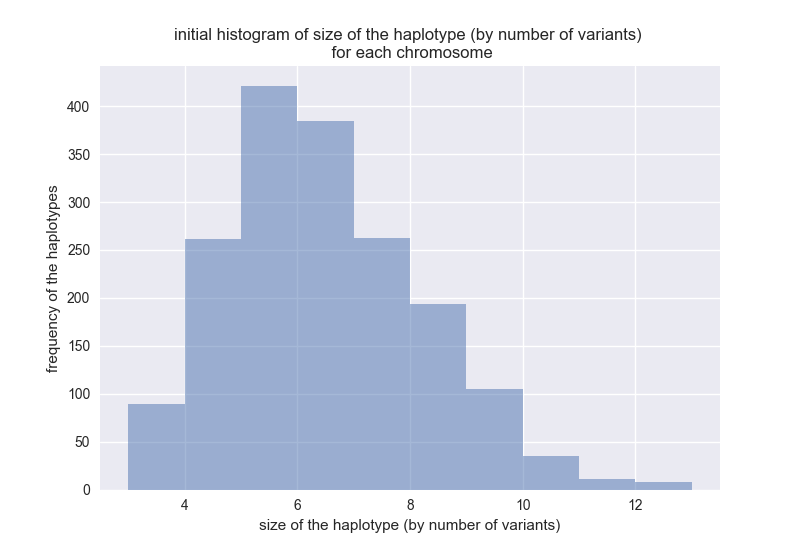 initial histogram of size of the haplotype (by number of variants)
for each chromosome
400
350
300
250
200
150
100
50
0
frequency of the haplotypes
4 6 8 10 12
size of the haplotype (by number of variants)